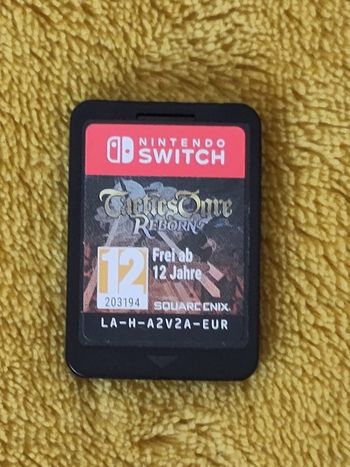 NINTENDO
SWITCH
Tactics Ogre
REBORN
12
203194
Frei ab
12 Jahre
SQUARE ENIX
LA-H-A2V2A-EUR